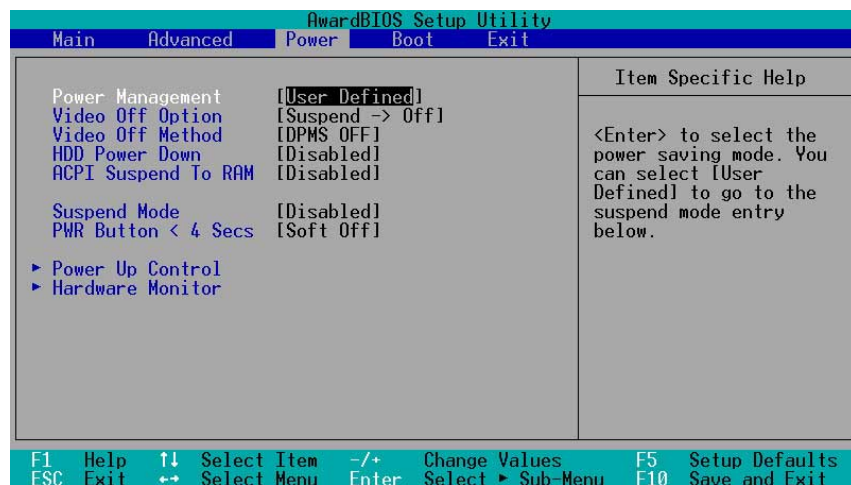 AwardBIOS Setup Utility
Main Advanced Power Boot Exit
Item Specific Help
Power Management [User Defined]
Video Off Option [Suspend -> Off]
Video Off Method [DPMS OFF]
HDD Power Down [Disabled]
ACPI Suspend To RAM [Disabled]
Suspend Mode [Disabled]
PWR Button < 4 Secs [Soft Off]
► Power Up Control
► Hardware Monitor
<Enter> to select the
power saving mode. You
can select [User
Defined] to go to the
suspend mode entry
below.
F1 Help ↑↓ Select Item -/+ Change Values F5 Setup Defaults
ESC Exit ←→ Select Menu Enter Select ► Sub-Menu F10 Save and Exit